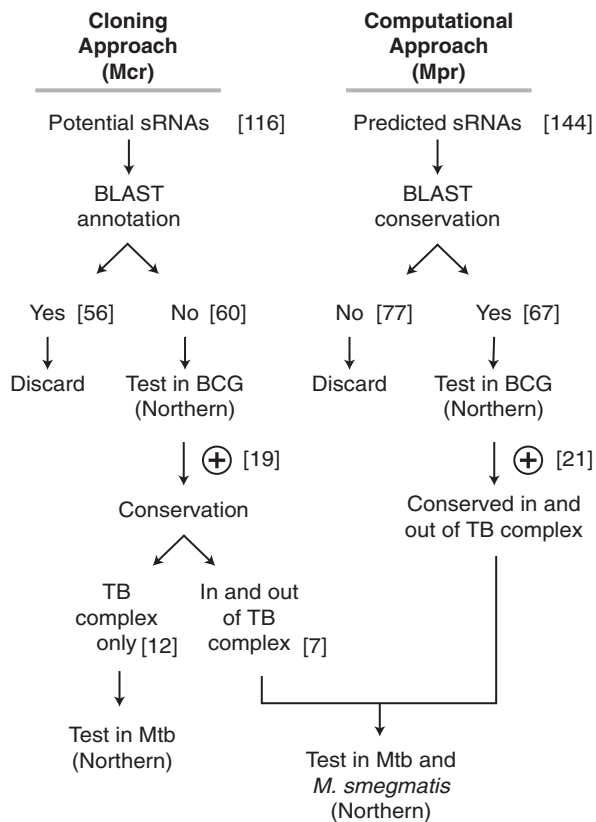 Cloning
Approach
(Mcr)
Potential sRNAs [116]
BLAST
annotation
Yes [56]
No [60]
Discard
Test in BCG
(Northern)
+ [19]
Conservation
TB
complex
only [12]
In and out
of TB
complex [7]
Test in Mtb
(Northern)
Computational
Approach
(Mpr)
Predicted sRNAs [144]
BLAST
conservation
No [77]
Yes [67]
Discard
Test in BCG
(Northern)
+ [21]
Conserved in and
out of TB complex
Test in Mtb and
M. smegmatis
(Northern)